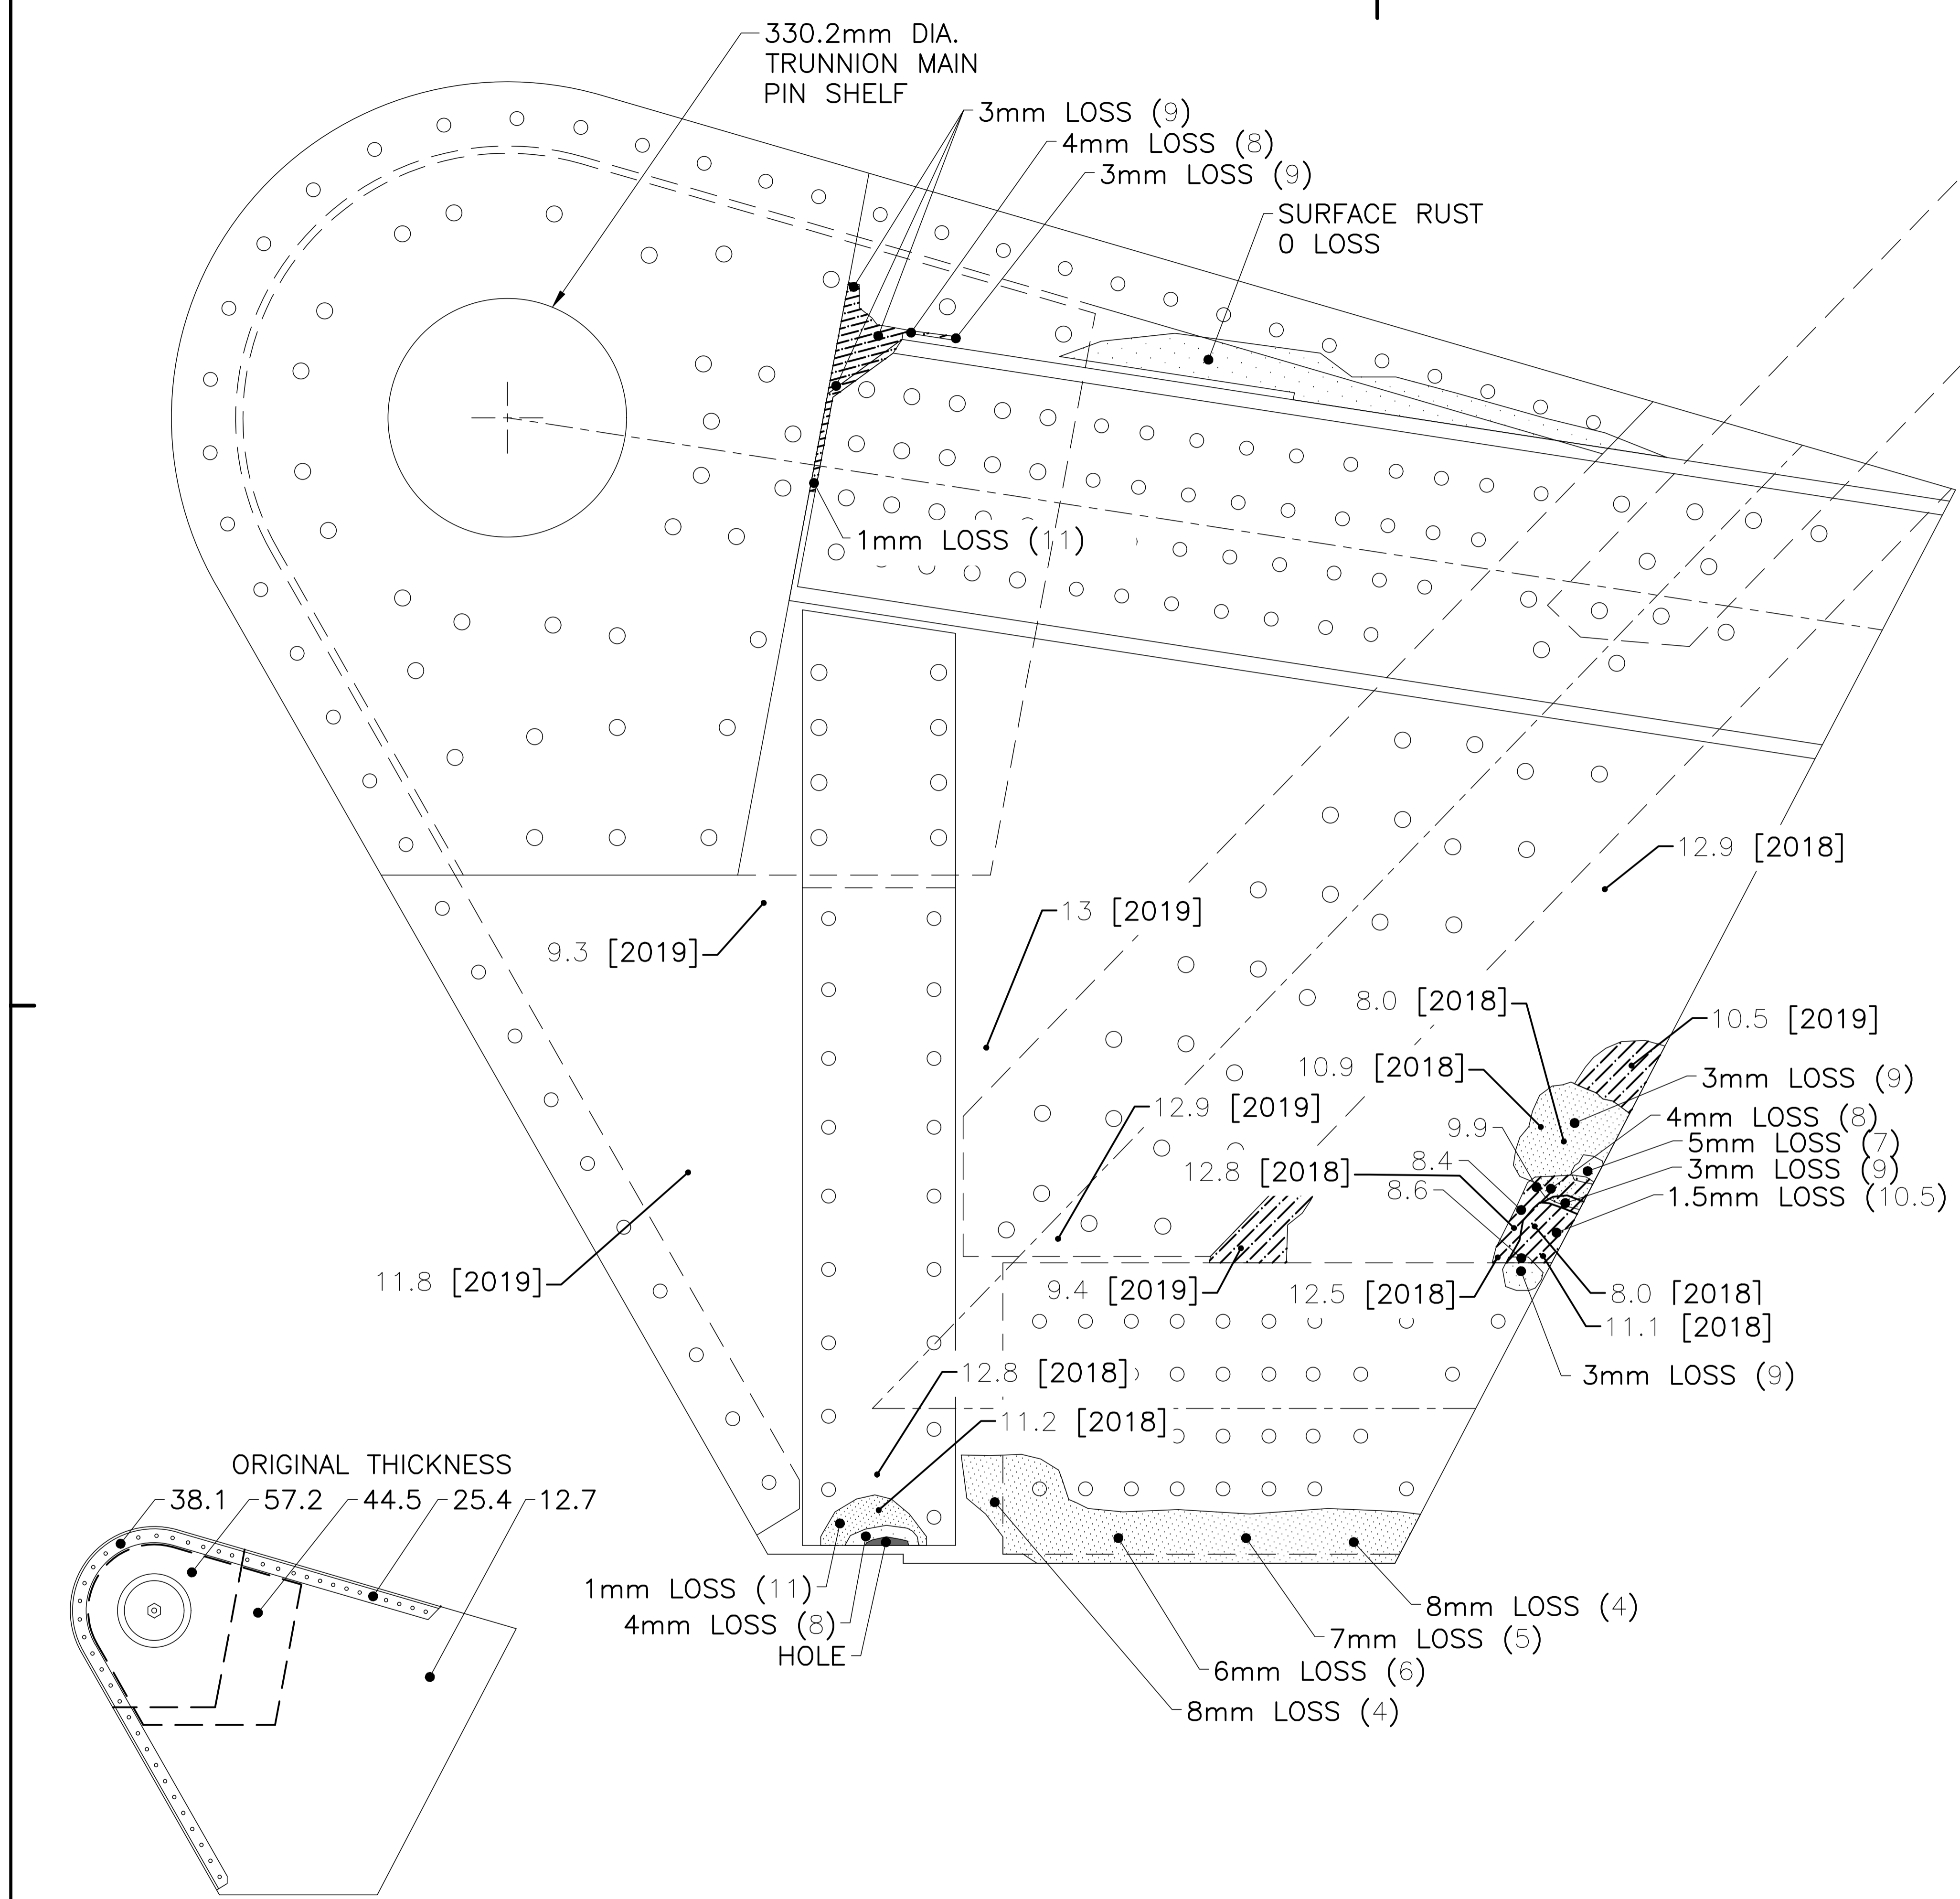 330.2mm DIA.
TRUNNION MAIN
PIN SHELF
3mm LOSS (9)
4mm LOSS (8)
3mm LOSS (9)
SURFACE RUST
0 LOSS
1mm LOSS (11)
12.9 [2018]
13 [2019]
9.3 [2019]
8.0 [2018]
10.5 [2019]
10.9 [2018]
3mm LOSS (9)
12.9 [2019]
4mm LOSS (8)
9.9
5mm LOSS (7)
8.4
12.8 [2018]
3mm LOSS (9)
8.6
1.5mm LOSS (10.5)
11.8 [2019]
9.4 [2019]
12.5 [2018]
8.0 [2018]
11.1 [2018]
12.8 [2018]
3mm LOSS (9)
11.2 [2018]
ORIGINAL THICKNESS
38.1 57.2 44.5 25.4 12.7
1mm LOSS (11)
8mm LOSS (4)
4mm LOSS (8)
7mm LOSS (5)
HOLE
6mm LOSS (6)
8mm LOSS (4)